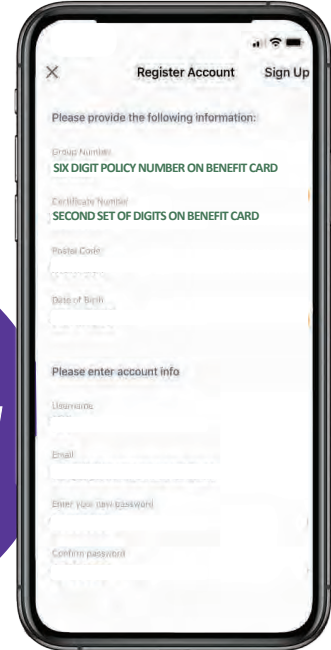 Register Account
Sign Up
Please provide the following information:
Group Number
SIX DIGIT POLICY NUMBER ON BENEFIT CARD
Certificate Number
SECOND SET OF DIGITS ON BENEFIT CARD
Postal Code
Date of Birth
Please enter account info
Username
Email
Enter your new password
Confirm password